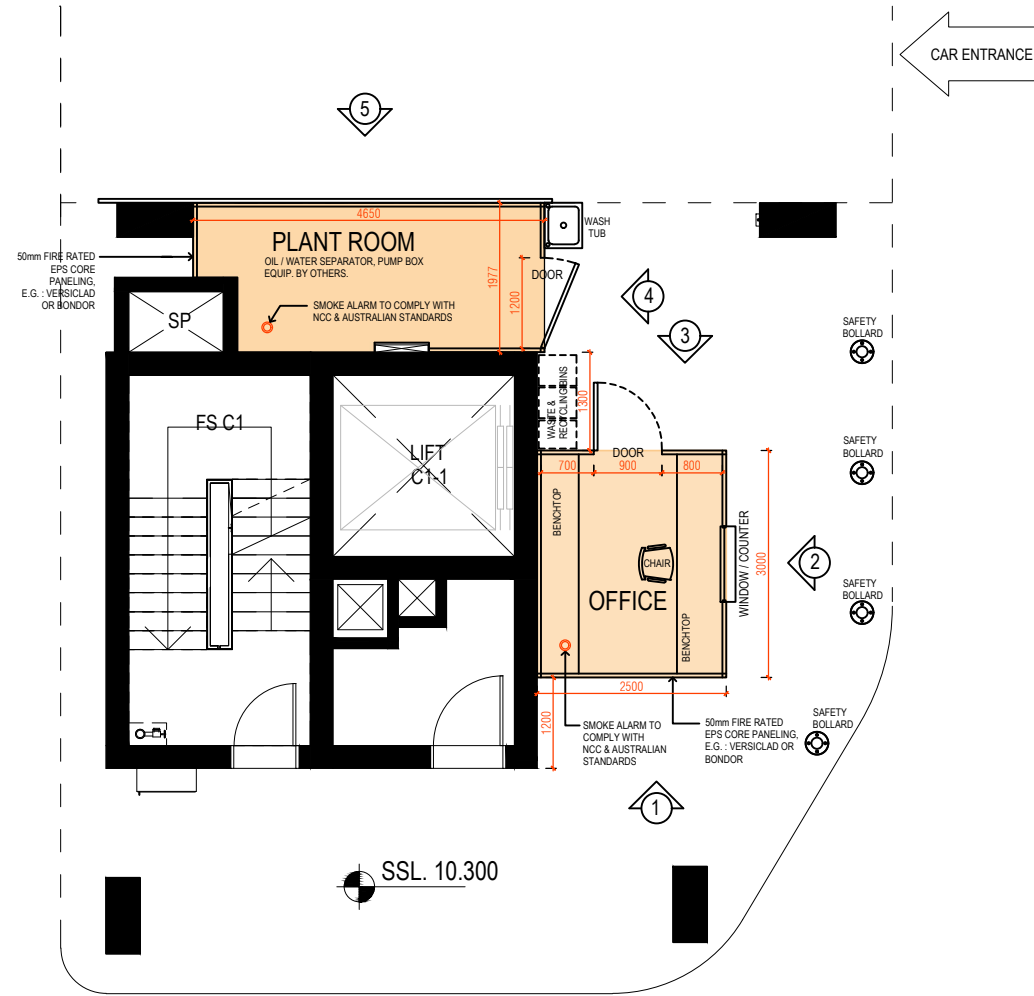 CAR ENTRANCE
5
4650
WASH
TUB
PLANT ROOM
OIL / WATER SEPARATOR, PUMP BOX
EQUIP. BY OTHERS.
50mm FIRE RATED
EPS CORE
PANELING,
E.G. : VERSICLAD
OR BONDOR
1977
DOOR
1200
4
SMOKE ALARM TO COMPLY WITH
NCC & AUSTRALIAN STANDARDS
SP
3
SAFETY
BOLLARD
WASTE &
RECYCLING BINS
1300
FS C1
LIFT
C1-1
DOOR
SAFETY
BOLLARD
700
900
800
BENCHTOP
WINDOW / COUNTER
3000
2
CHAIR
SAFETY
BOLLARD
OFFICE
BENCHTOP
2500
1200
SMOKE ALARM TO
COMPLY WITH
NCC & AUSTRALIAN
STANDARDS
50mm FIRE RATED
EPS CORE PANELING,
E.G. : VERSICLAD OR
BONDOR
SAFETY
BOLLARD
1
SSL. 10.300